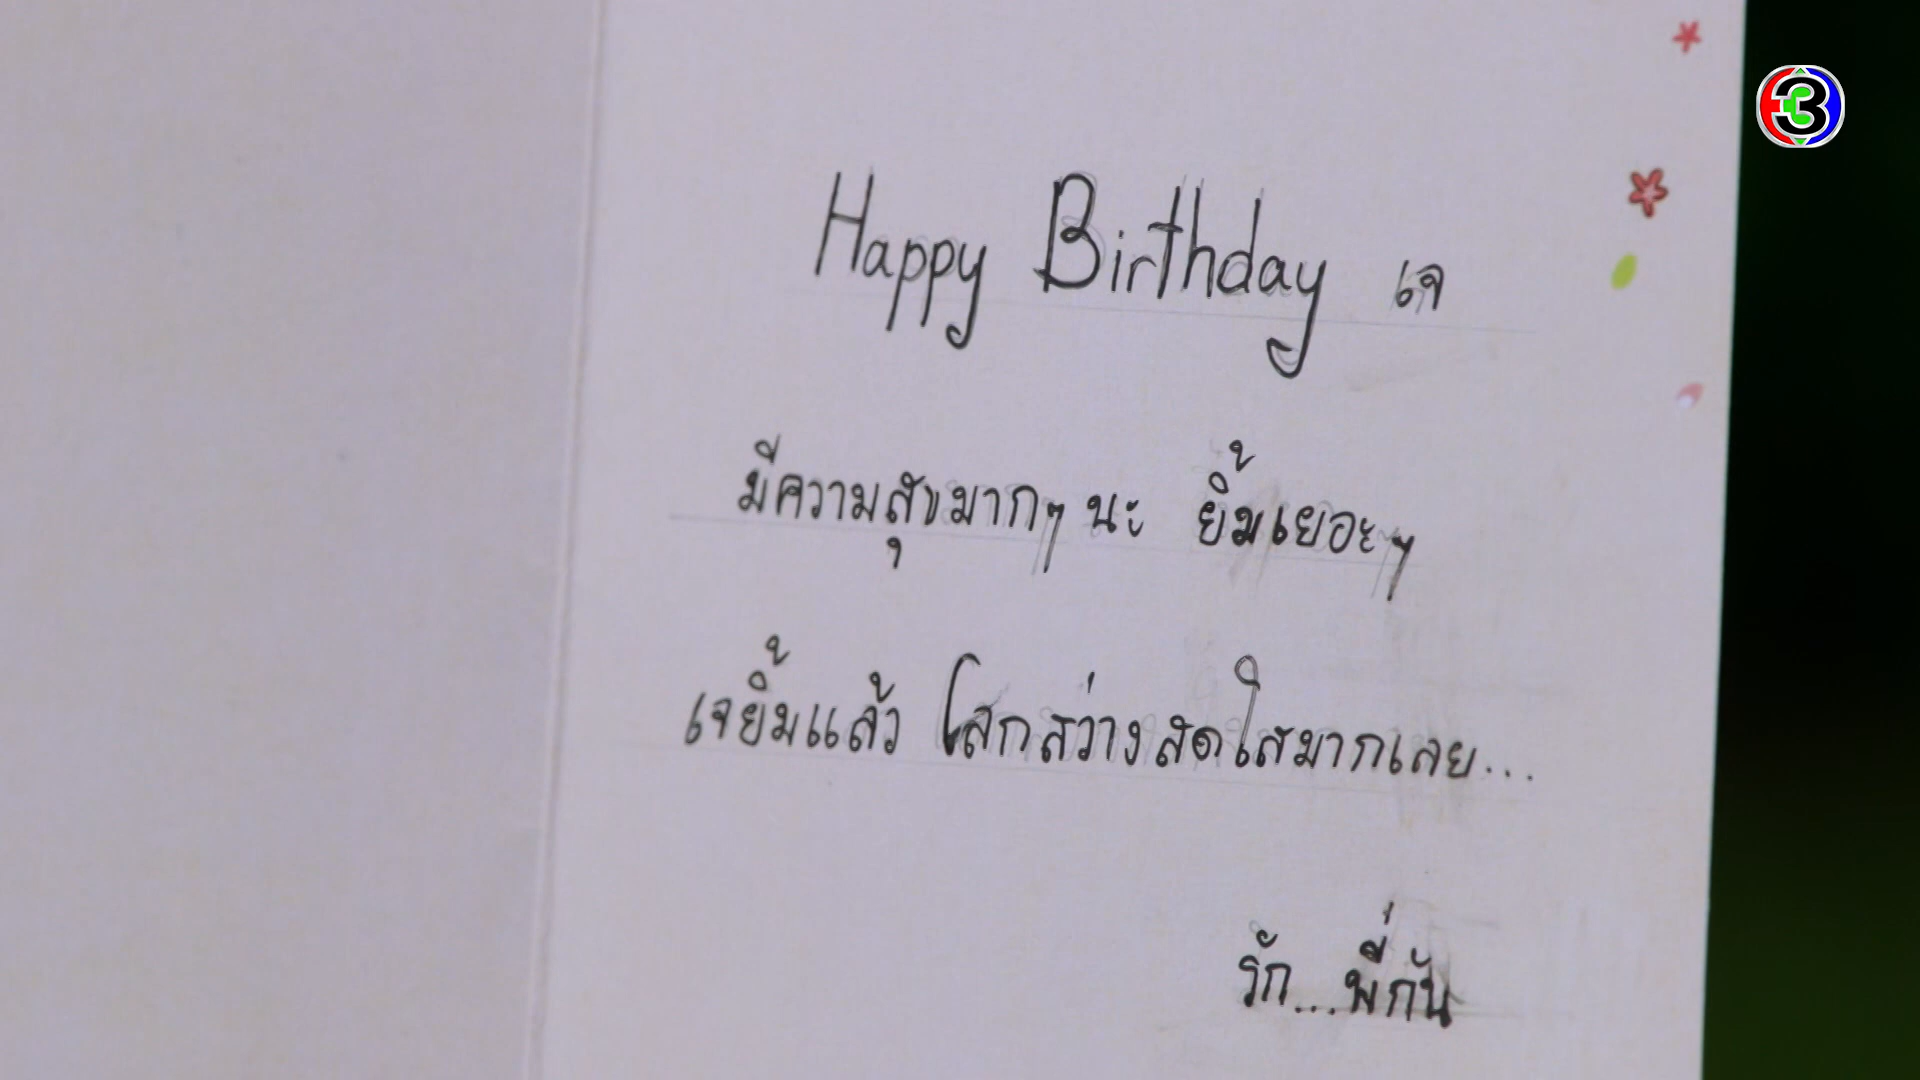 3
Happy Birthday เจ
มีความสุขมากๆ นะ ยิ้มเยอะๆ
เจยิ้มแล้ว โลกสว่างสดใสมากเลย...
รัก...พี่กัน